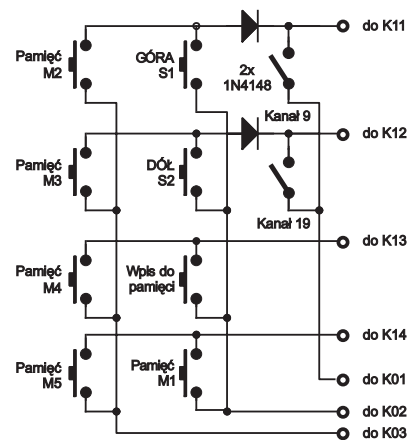 do K11
Pamięć
M2
GÓRA
S1
2x
1N4148
Kanał 9
do K12
Pamięć
M3
DÓŁ
S2
Kanał 19
do K13
Pamięć
M4
Wpis do
pamięci
do K14
Pamięć
M5
Pamięć
M1
do K01
do K02
do K03